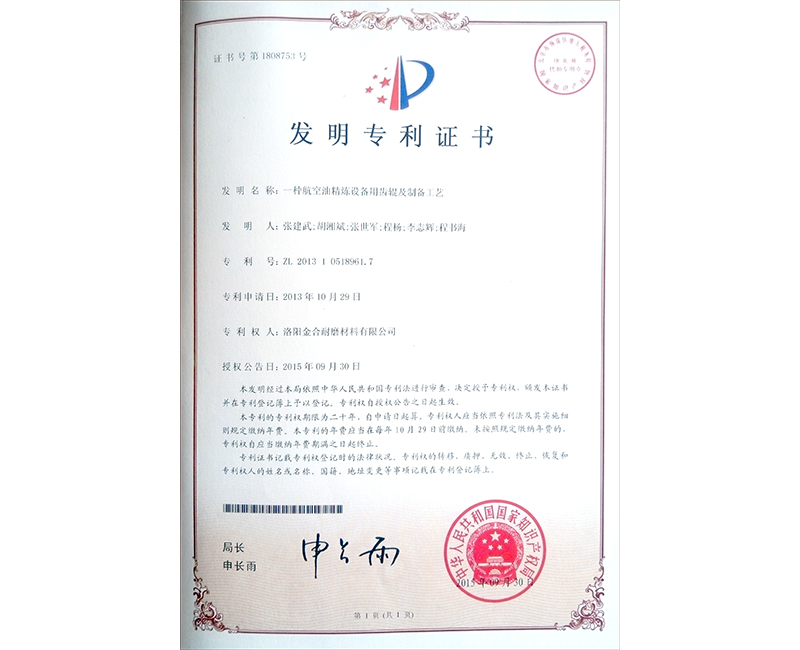 证书号第1808753号
发明专利证书
发明名称：一种航空油精炼设备用齿辊及制备工艺
发明人：张建武;胡湘斌;张世军;程杨;李志辉;程书海
专利号：ZL 2013 1 0518961.7
专利申请日：2013年10月29日
专利权人：洛阳金合耐磨材料有限公司
授权公告日：2015年09月30日
本发明经过本局依照中华人民共和国专利法进行审查，决定授予专利权，颁发本证书
并在专利登记簿上予以登记。专利权自授权公告之日起生效。
本专利的专利权期限为二十年，自申请日起算。专利权人应当依照专利法及其实施细
则规定缴纳年费。本专利的年费应当在每年10月29日前缴纳。未按照规定缴纳年费的，
专利权自应当缴纳年费期满之日起终止。
专利证书记载专利权登记时的法律状况。专利权的转移、质押、无效、终止、恢复和
专利权人的姓名或名称、国籍、地址变更等事项记载在专利登记簿上。
局长
申长雨
申长雨
中华人民共和国国家知识产权局
2015年09月30日
第1页(共1页)